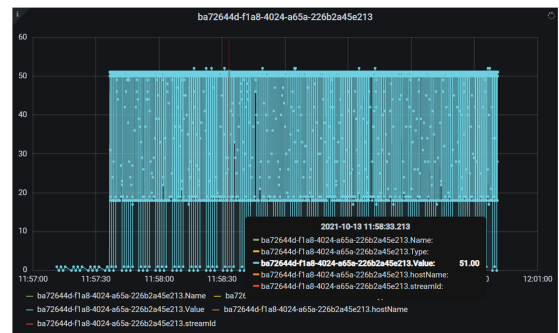 i
ba72644d-f1a8-4024-a65a-226b2a45e213
60
50
40
30
20
10
0
11:57:00 11:57:30 11:58:00 11:58:30 0 12:01:00
2021-10-13 11:58:33.213
ba72644d-f1a8-4024-a65a-226b2a45e213.Name:
ba72644d-f1a8-4024-a65a-226b2a45e213.Type:
ba72644d-f1a8-4024-a65a-226b2a45e213.Value: 51.00
ba72644d-f1a8-4024-a65a-226b2a45e213.hostName:
ba72644d-f1a8-4024-a65a-226b2a45e213.streamId:
ba72644d-f1a8-4024-a65a-226b2a45e213.Name
ba72644d-f1a8-4024-a65a-226b2a45e213.Value ba72644d-f1a8-4024-a65a-226b2a45e213.hostName
ba72644d-f1a8-4024-a65a-226b2a45e213.streamId